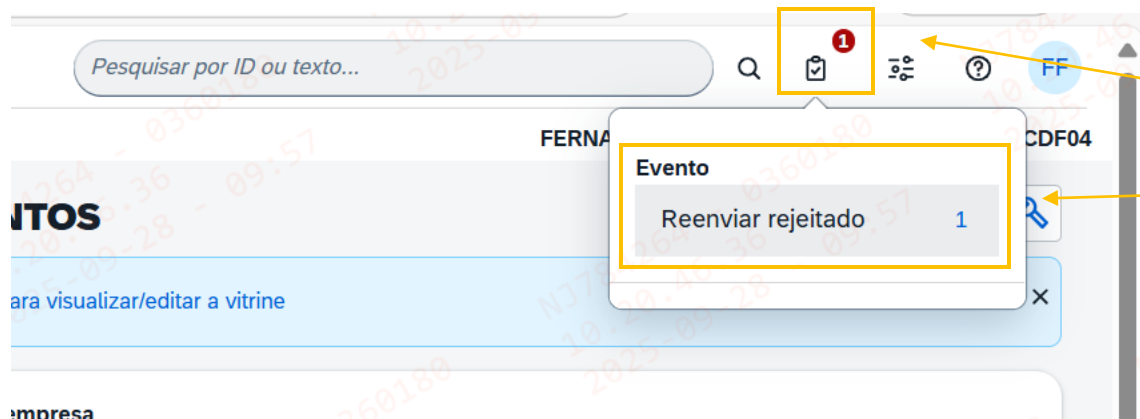 Pesquisar por ID ou texto...
1
FF
FERNA
CDF04
Evento
NTOS
Reenviar rejeitado 1
ara visualizar/editar a vitrine
empresa